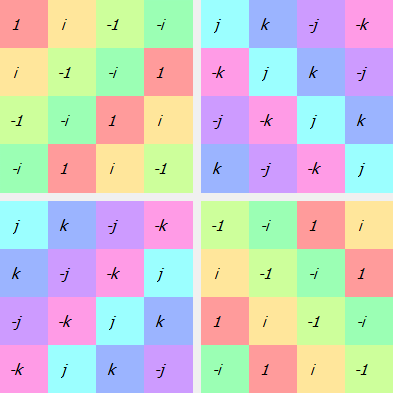 1 i -1 -i j k -j -k
i -1 -i 1 -k j k -j
-1 -i 1 i -j -k j k
-i 1 i -1 k -j -k j
j k -j -k -1 -i 1 i
k -j -k j i -1 -i 1
-j -k j k 1 i -1 -i
-k j k -j -i 1 i -1